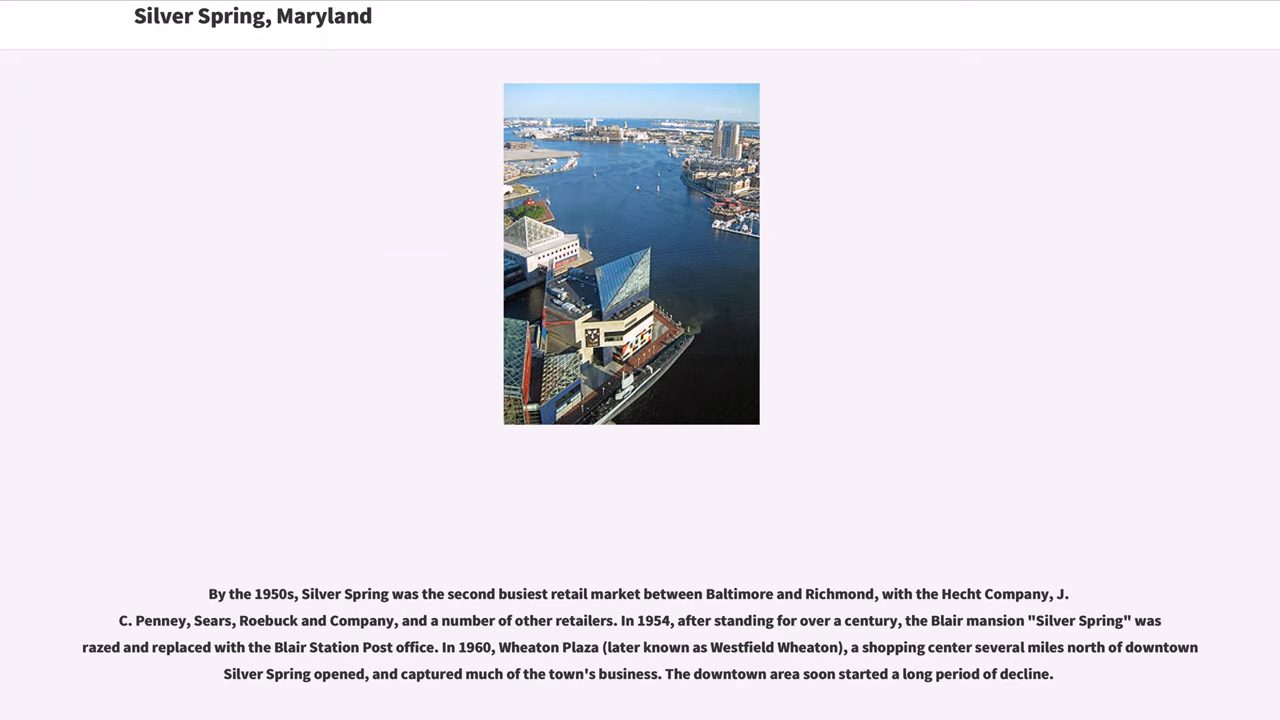 Silver Spring, Maryland
By the 1950s, Silver Spring was the second busiest retail market between Baltimore and Richmond, with the Hecht Company, J.
C. Penney, Sears, Roebuck and Company, and a number of other retailers. In 1954, after standing for over a century, the Blair mansion "Silver Spring" was
razed and replaced with the Blair Station Post office. In 1960, Wheaton Plaza (later known as Westfield Wheaton), a shopping center several miles north of downtown
Silver Spring opened, and captured much of the town's business. The downtown area soon started a long period of decline.